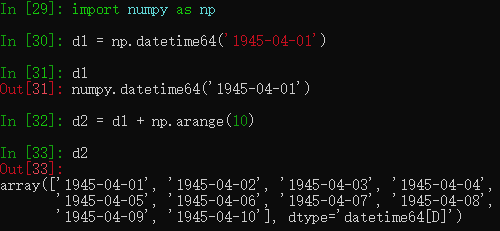 In [29]: import numpy as np
In [30]: d1 = np.datetime64('1945-04-01')
In [31]: d1
Out[31]: numpy.datetime64('1945-04-01')
In [32]: d2 = d1 + np.arange(10)
In [33]: d2
Out[33]:
array(['1945-04-01', '1945-04-02', '1945-04-03', '1945-04-04',
'1945-04-05', '1945-04-06', '1945-04-07', '1945-04-08',
'1945-04-09', '1945-04-10'], dtype='datetime64[D]')